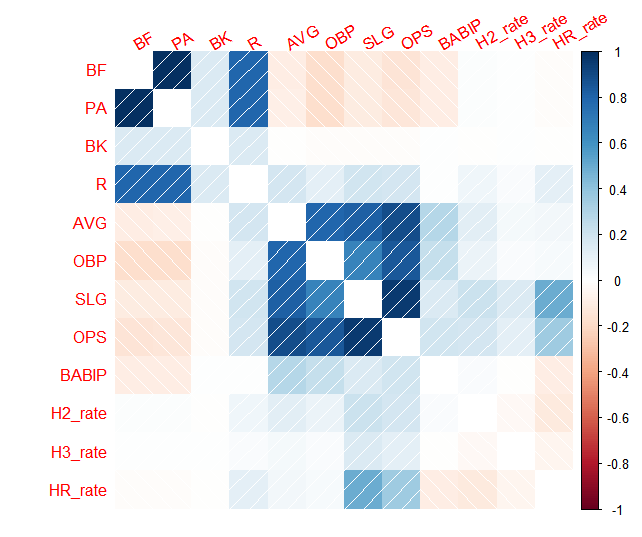 BF PA BK R AVG OBP SLG OPS BABIP H2_rate H3_rate HR_rate
BF
PA
BK
R
AVG
OBP
SLG
OPS
BABIP
H2_rate
H3_rate
HR_rate
1
0.8
0.6
0.4
0.2
0
-0.2
-0.4
-0.6
-0.8
-1